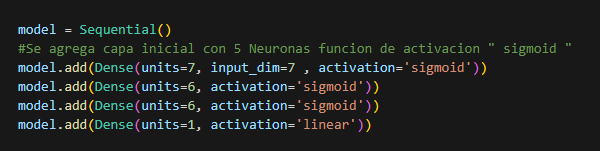 model = Sequential()
#Se agrega capa inicial con 5 Neuronas funcion de activacion " sigmoid "
model.add(Dense(units=7, input_dim=7 , activation='sigmoid'))
model.add(Dense(units=6, activation='sigmoid'))
model.add(Dense(units=6, activation='sigmoid'))
model.add(Dense(units=1, activation='linear'))